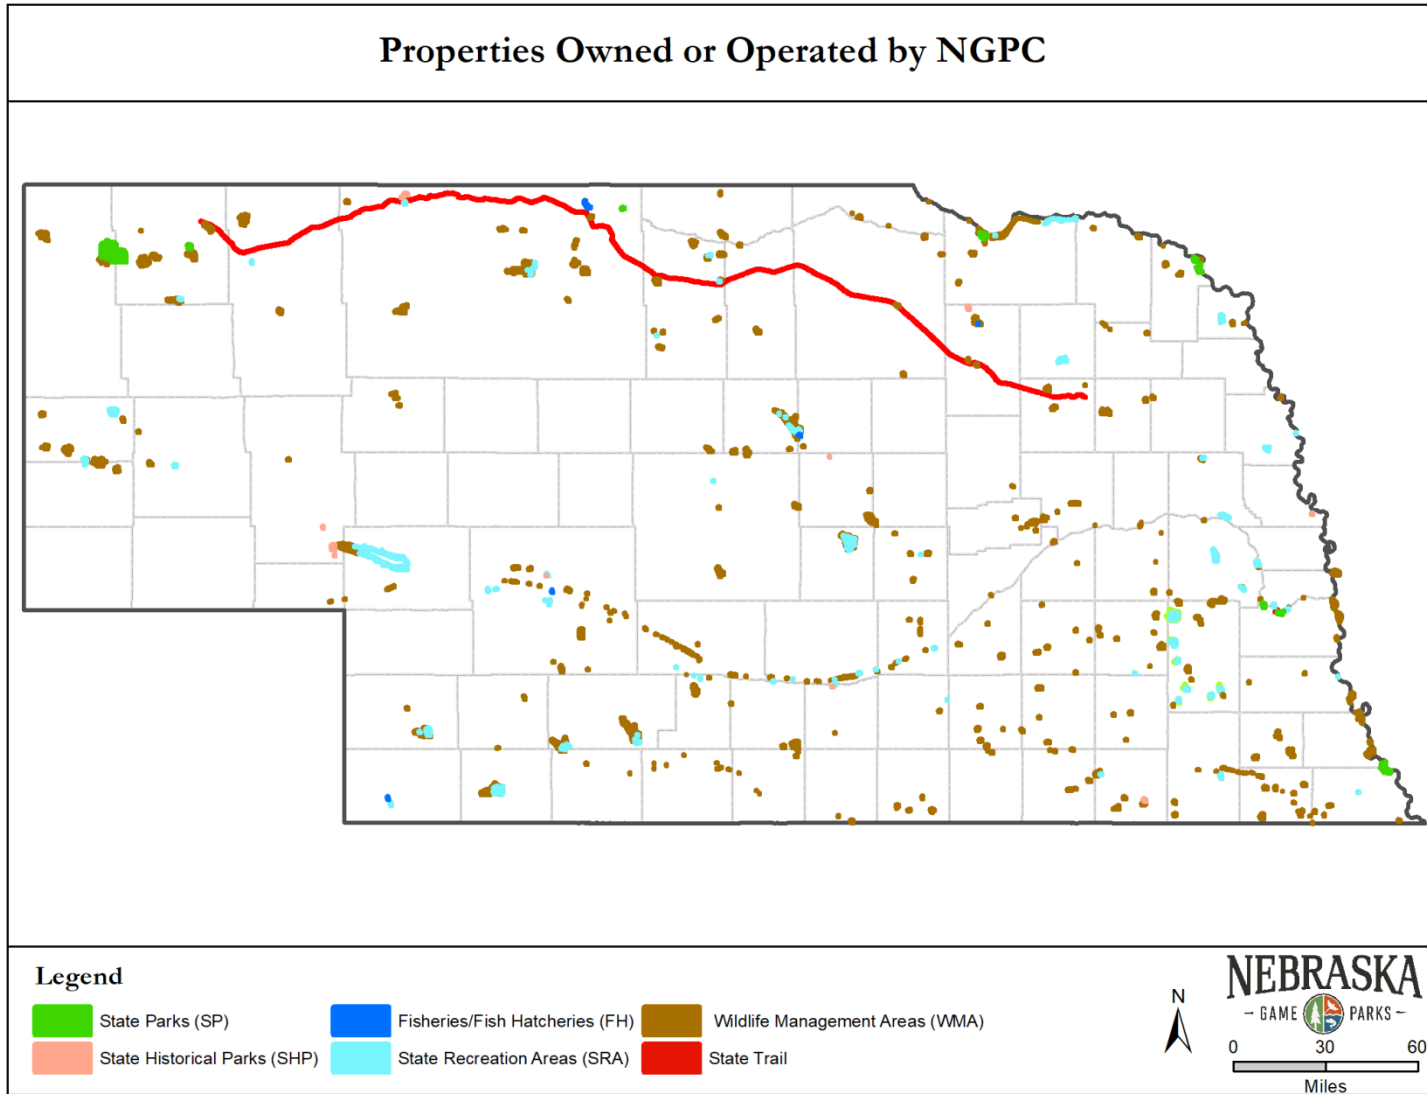 Properties Owned or Operated by NGPC
Legend
State Parks (SP)
Fisheries/Fish Hatcheries (FH)
Wildlife Management Areas (WMA)
State Historical Parks (SHP)
State Recreation Areas (SRA)
State Trail
N
NEBRASKA
- GAME PARKS -
0 30 60
Miles